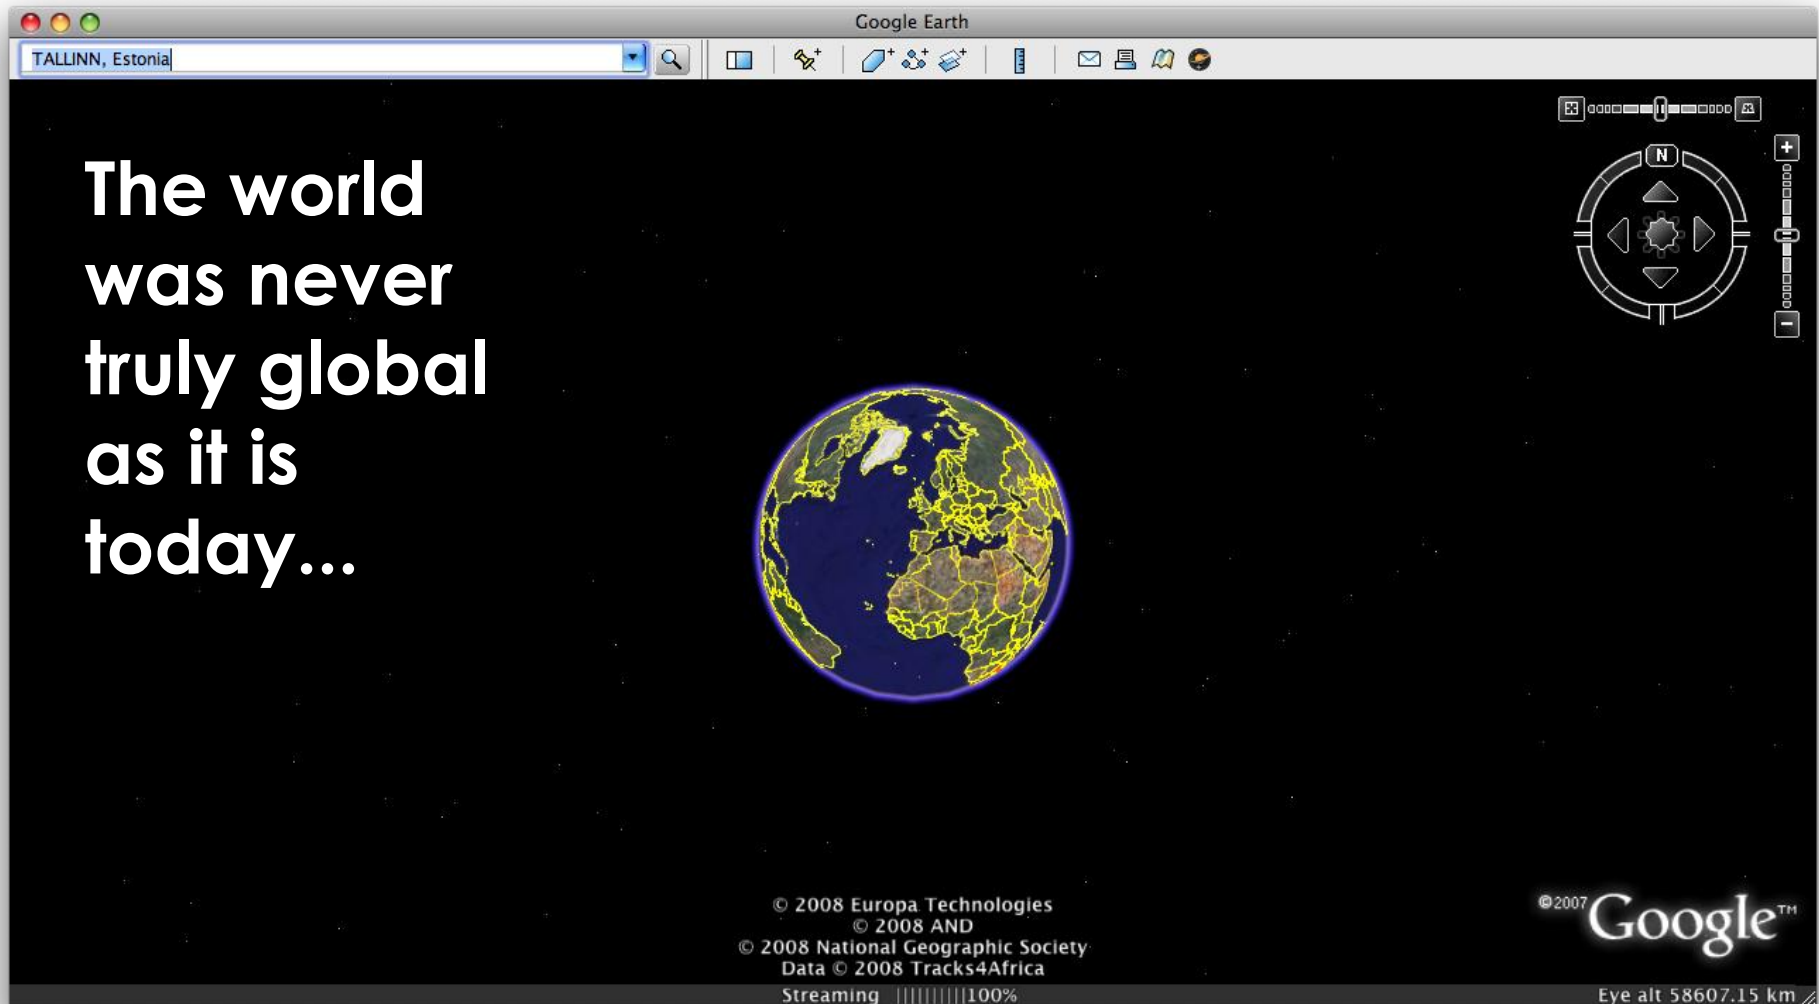 Google Earth
TALLINN, Estonia
The world
was never
truly global
as it is
today...
N
+
-
© 2008 Europa Technologies
© 2008 AND
© 2008 National Geographic Society
Data © 2008 Tracks4Africa
©2007 Google™
Streaming ||||||||||100%
Eye alt 58607.15 km